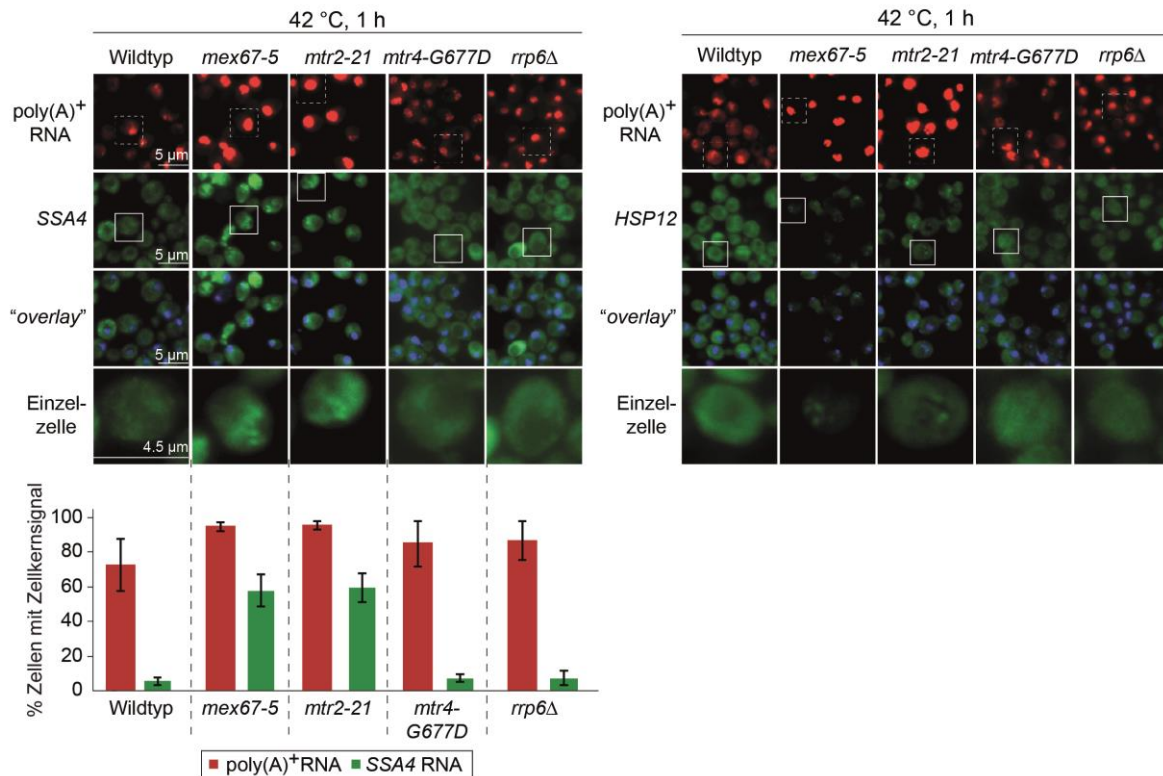 42 °C, 1 h
Wildtyp mex67-5 mtr2-21 mtr4-G677D rrp6Δ
poly(A)+
RNA
5 µm
SSA4
5 µm
"overlay"
5 µm
Einzel-
zelle
4.5 µm
42 °C, 1 h
Wildtyp mex67-5 mtr2-21 mtr4-G677D rrp6Δ
poly(A)+
RNA
HSP12
"overlay"
Einzel-
zelle
% Zellen mit Zellkernsignal
100
80
60
40
20
0
Wildtyp mex67-5 mtr2-21 mtr4- rrp6Δ
G677D
poly(A)+RNA SSA4 RNA